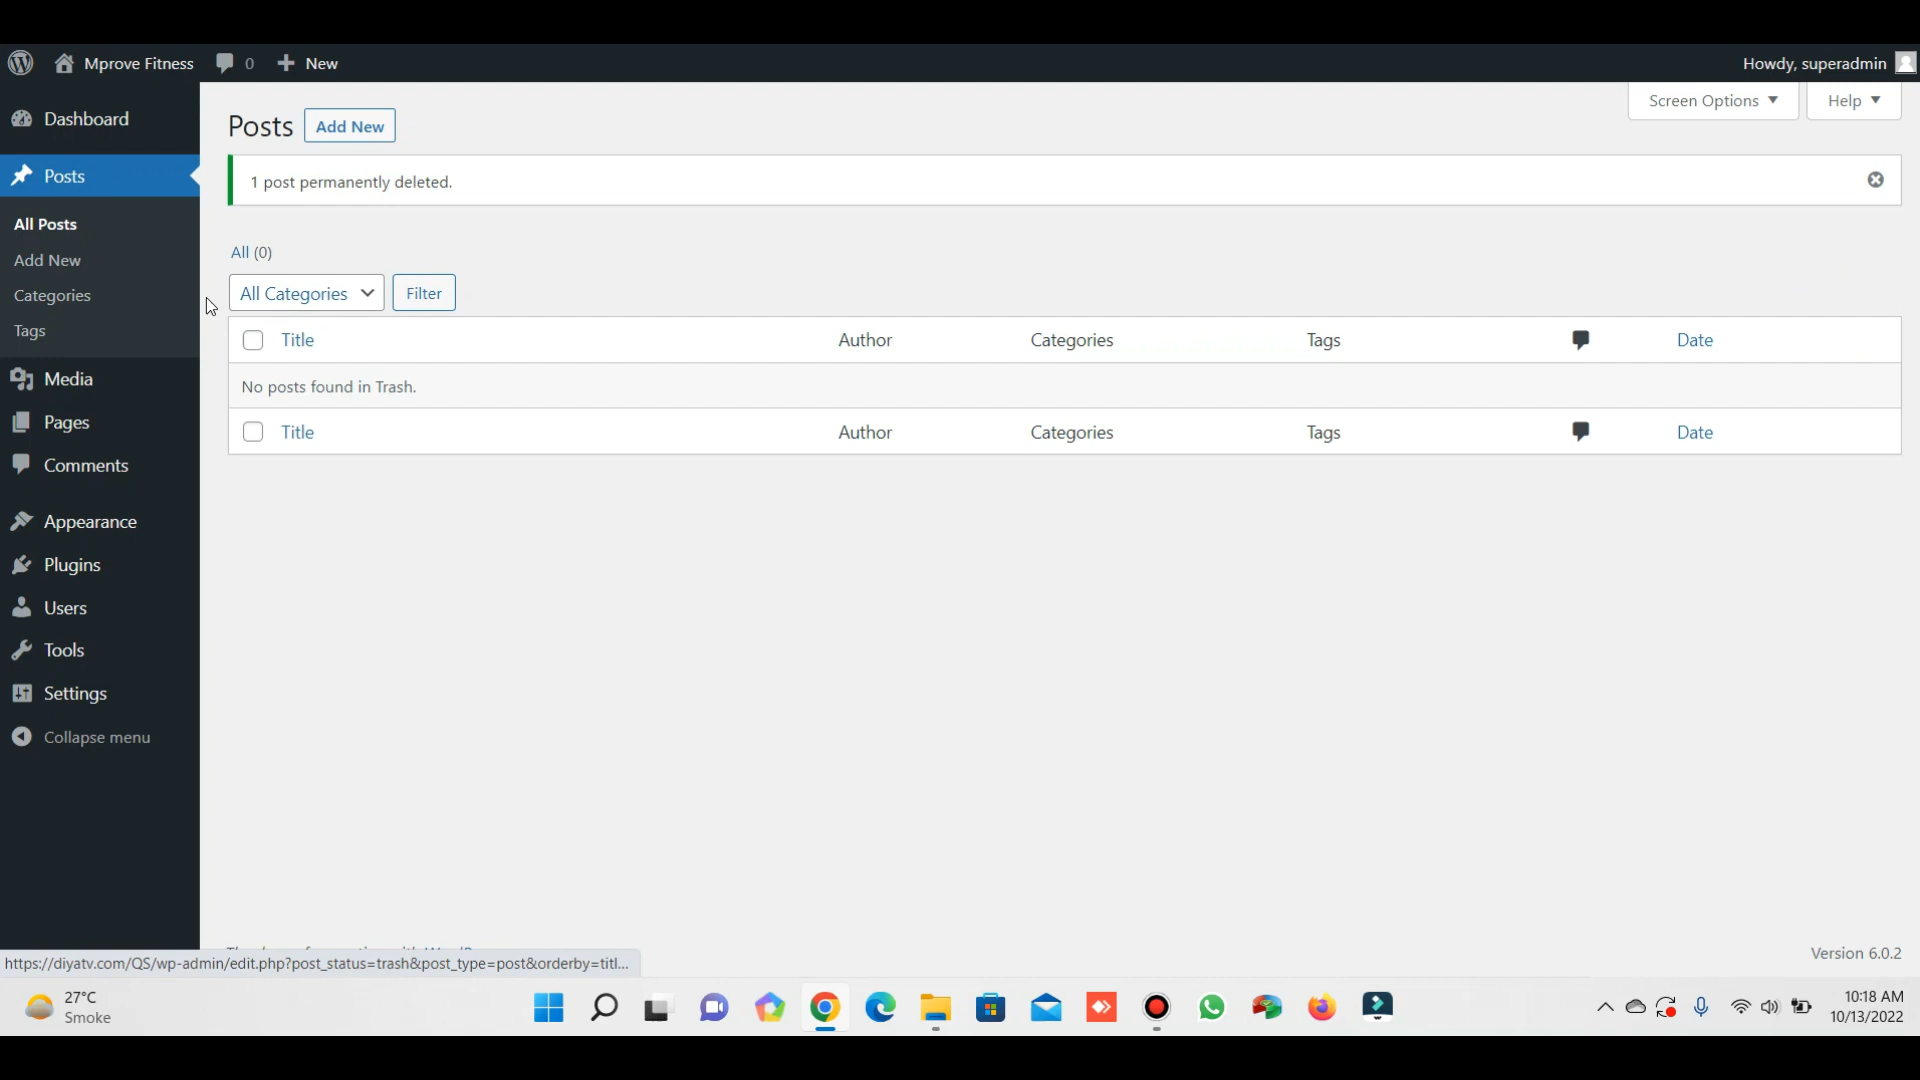 Mprove Fitness 0 New Howdy, superadmin
Dashboard
Posts
All Posts
Add New
Categories
Tags
Media
Pages
Comments
Appearance
Plugins
Users
Tools
Settings
Collapse menu
Screen Options Help
Posts Add New
1 post permanently deleted.
All (0)
All Categories Filter
Title Author Categories Tags Date
No posts found in Trash.
Title Author Categories Tags Date
Version 6.0.2
https://diyatv.com/QS/wp-admin/edit.php?post_status=trash&post_type=post&orderby=titl...
27°C
Smoke
10:18 AM
10/13/2022